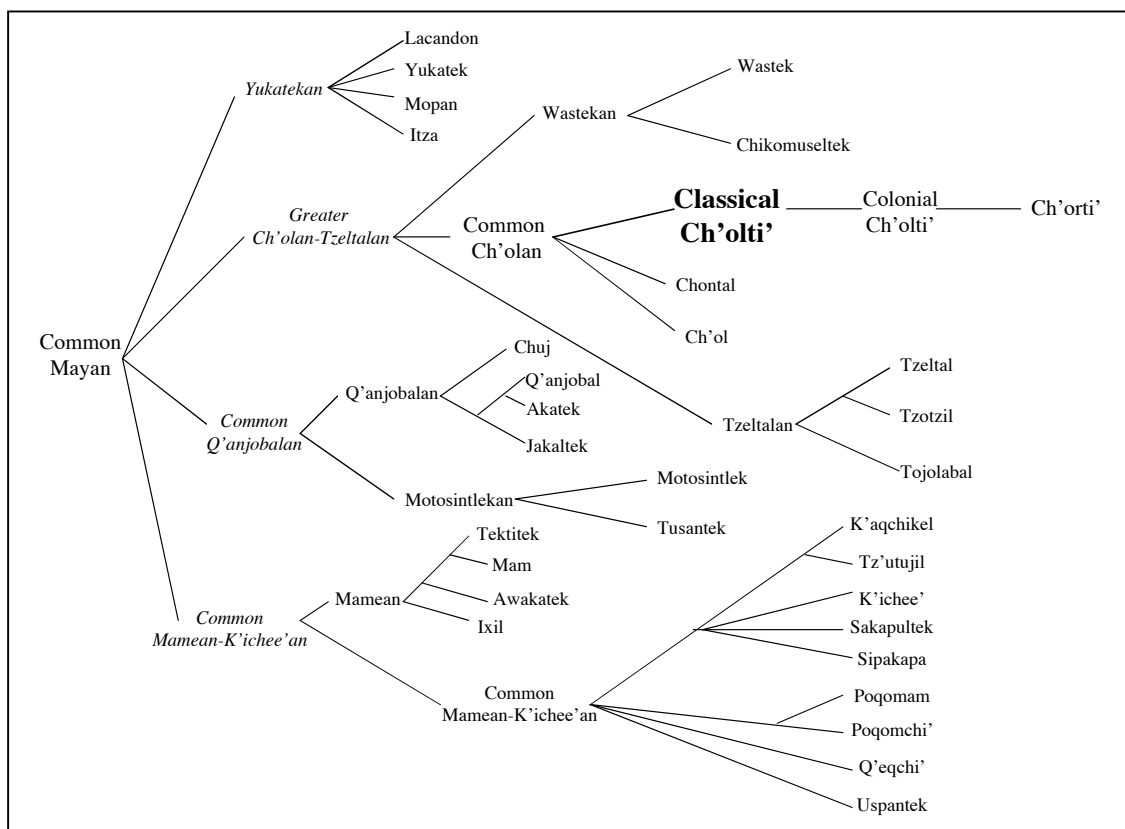 Lacandon
Yukatek
Mopan
Itza
Yukatekan
Wastek
Wastekan
Chikomuseltek
Greater
Ch’olan-Tzeltalan
Common
Ch’olan
Classical
Ch’olti’
Colonial
Ch’olti’
Ch’orti’
Chontal
Ch’ol
Common
Mayan
Chuj
Q’anjobalan
Q’anjobal
Akatek
Jakaltek
Common
Q’anjobalan
Tzeltal
Tzotzil
Tzeltalan
Tojolabal
Motosintlekan
Motosintlek
Tusantek
Tektitek
Mam
Mamean
Awakatek
Ixil
Common
Mamean-K’ichee’an
K’aqchikel
Tz’utujil
K’ichee’
Sakapultek
Sipakapa
Common
Mamean-K’ichee’an
Poqomam
Poqomchi’
Q’eqchi’
Uspantek